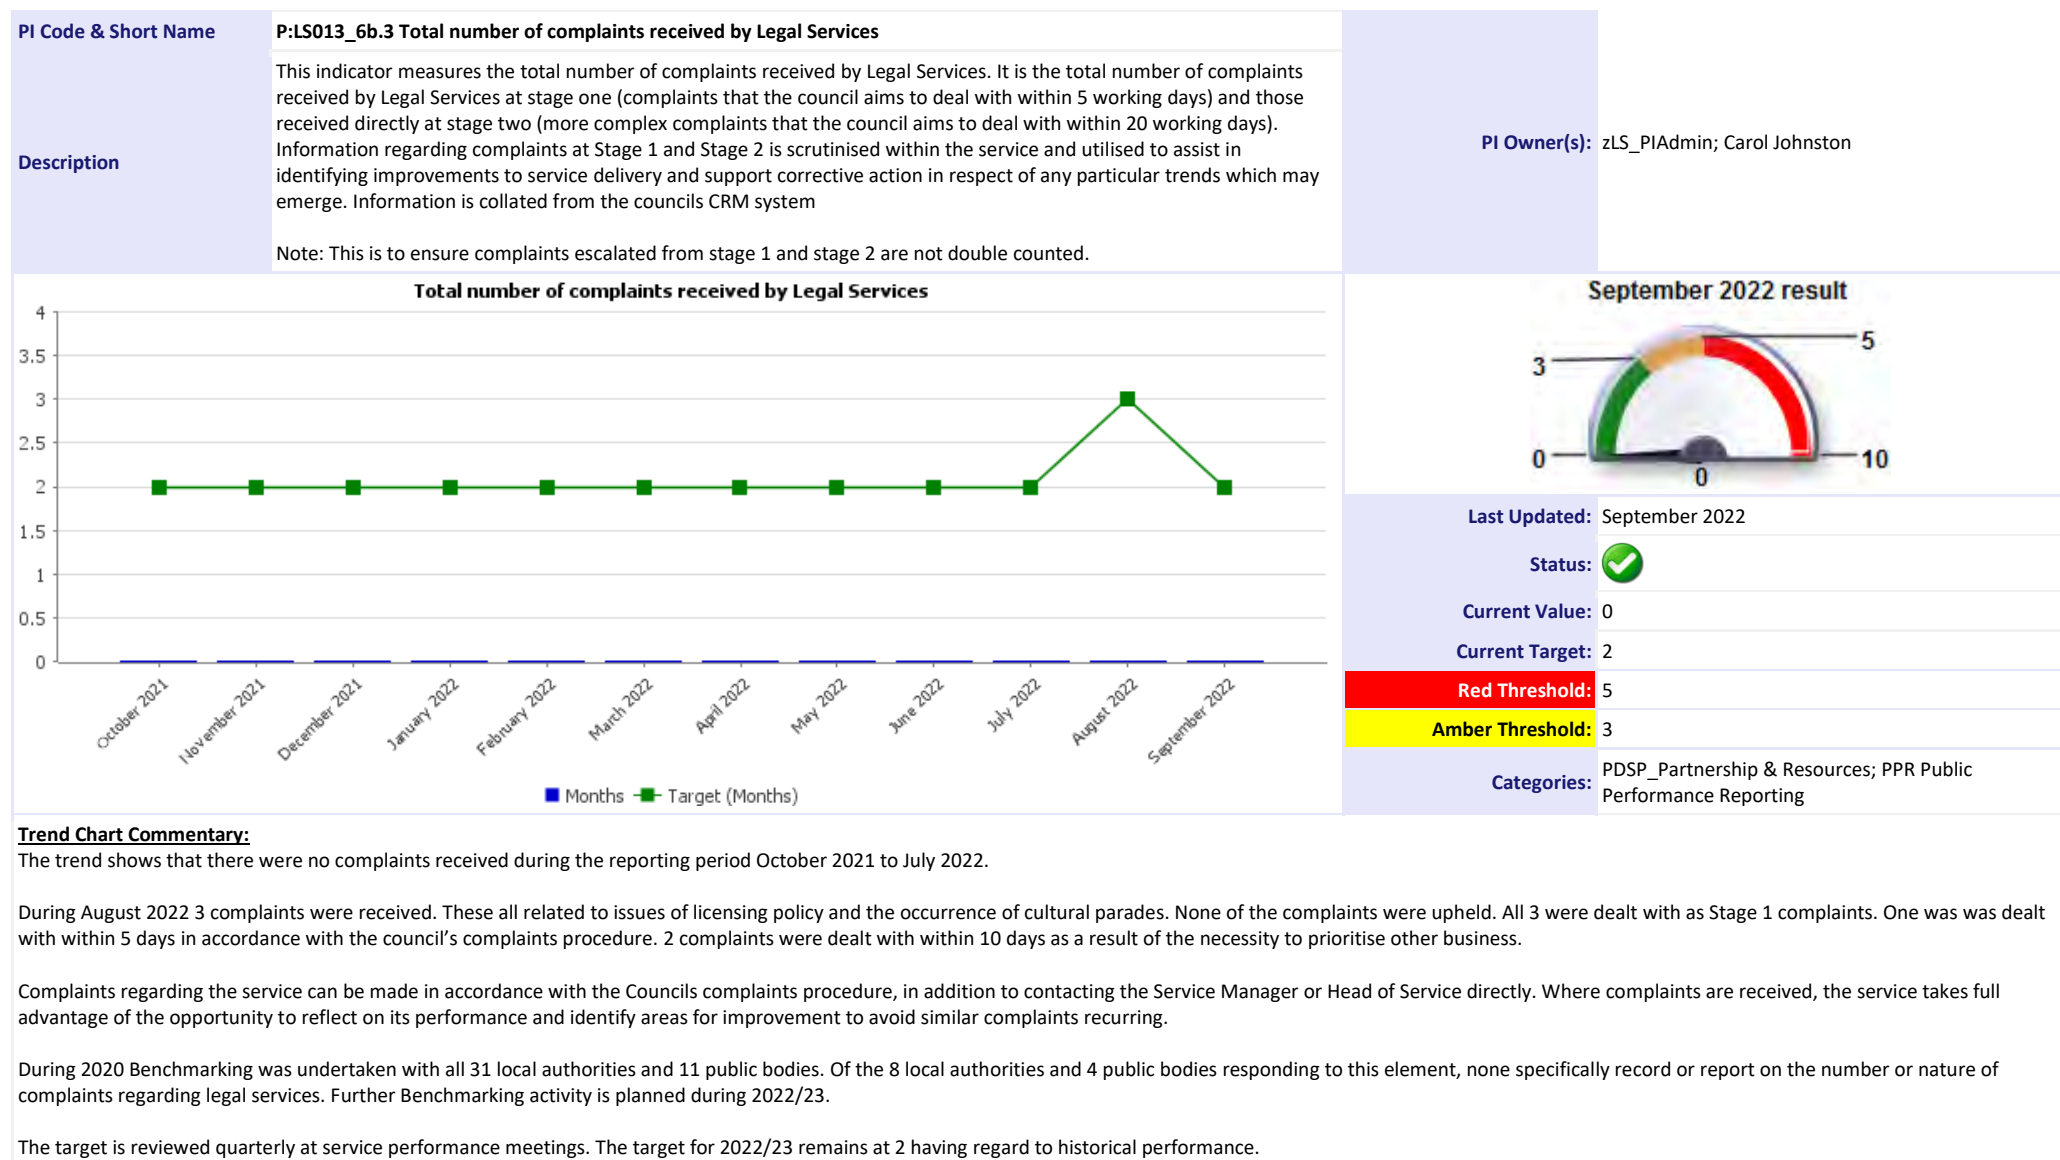 PI Code & Short Name
P:LS013_6b.3 Total number of complaints received by Legal Services
Description
This indicator measures the total number of complaints received by Legal Services. It is the total number of complaints
received by Legal Services at stage one (complaints that the council aims to deal with within 5 working days) and those
received directly at stage two (more complex complaints that the council aims to deal with within 20 working days).
Information regarding complaints at Stage 1 and Stage 2 is scrutinised within the service and utilised to assist in
identifying improvements to service delivery and support corrective action in respect of any particular trends which may
emerge. Information is collated from the councils CRM system
Note: This is to ensure complaints escalated from stage 1 and stage 2 are not double counted.
PI Owner(s): zLS_PIAdmin; Carol Johnston
Total number of complaints received by Legal Services
4
3.5
3
2.5
2
1.5
1
0.5
0
October 2021
November 2021
December 2021
January 2022
February 2022
March 2022
April 2022
May 2022
June 2022
July 2022
August 2022
September 2022
Months Target (Months)
September 2022 result
5
3
0
10
0
Last Updated: September 2022
Status:
Current Value: 0
Current Target: 2
Red Threshold: 5
Amber Threshold: 3
Categories: PDSP_Partnership & Resources; PPR Public
Performance Reporting
Trend Chart Commentary:
The trend shows that there were no complaints received during the reporting period October 2021 to July 2022.
During August 2022 3 complaints were received. These all related to issues of licensing policy and the occurrence of cultural parades. None of the complaints were upheld. All 3 were dealt with as Stage 1 complaints. One was was dealt
with within 5 days in accordance with the council’s complaints procedure. 2 complaints were dealt with within 10 days as a result of the necessity to prioritise other business.
Complaints regarding the service can be made in accordance with the Councils complaints procedure, in addition to contacting the Service Manager or Head of Service directly. Where complaints are received, the service takes full
advantage of the opportunity to reflect on its performance and identify areas for improvement to avoid similar complaints recurring.
During 2020 Benchmarking was undertaken with all 31 local authorities and 11 public bodies. Of the 8 local authorities and 4 public bodies responding to this element, none specifically record or report on the number or nature of
complaints regarding legal services. Further Benchmarking activity is planned during 2022/23.
The target is reviewed quarterly at service performance meetings. The target for 2022/23 remains at 2 having regard to historical performance.